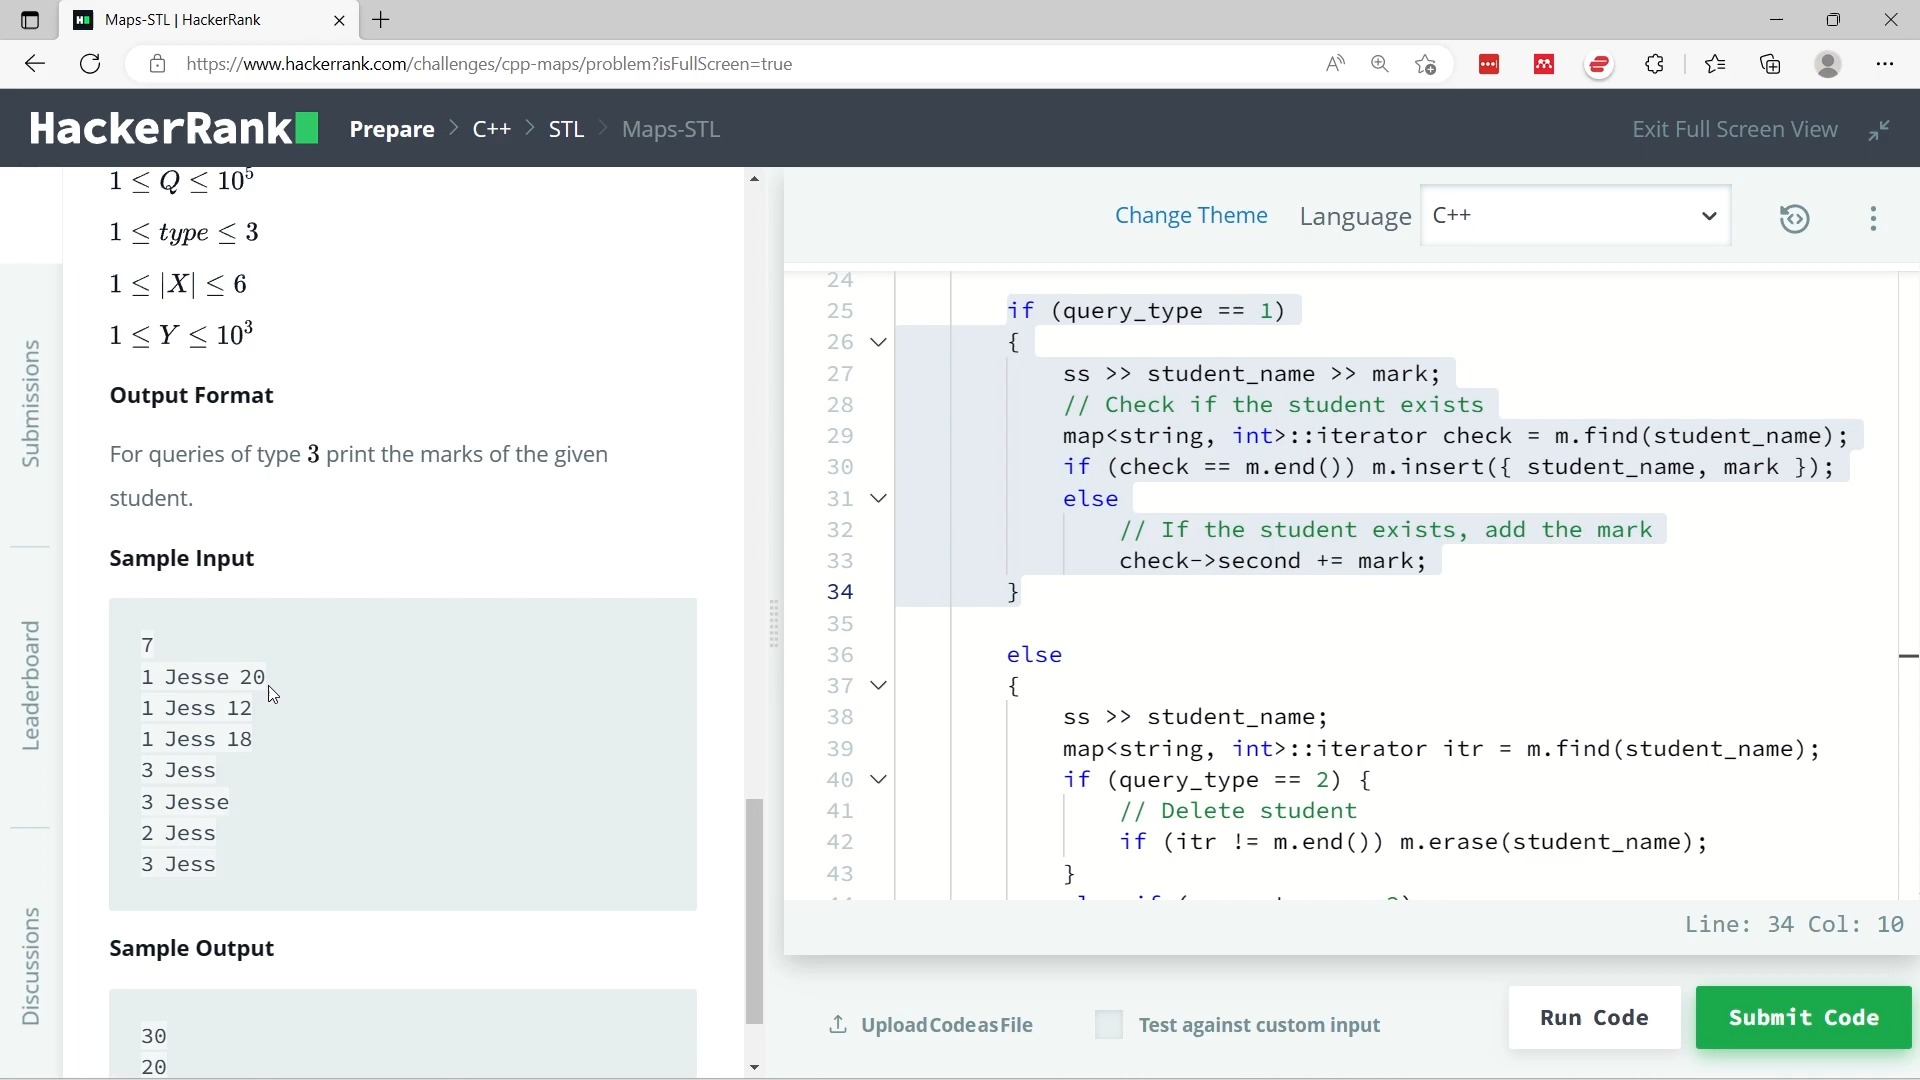 Maps-STL | HackerRank
https://www.hackerrank.com/challenges/cpp-maps/problem?isFullScreen=true
HackerRank
Prepare > C++ > STL > Maps-STL
Exit Full Screen View
1 ≤ Q ≤ 10⁵
1 ≤ type ≤ 3
1 ≤ |X| ≤ 6
1 ≤ Y ≤ 10³
Output Format
For queries of type 3 print the marks of the given
student.
Sample Input
7
1 Jesse 20
1 Jess 12
1 Jess 18
3 Jess
3 Jesse
2 Jess
3 Jess
Sample Output
30
20
Submissions
Leaderboard
Discussions
Change Theme
Language
C++
24
25 if (query_type == 1)
26 {
27 ss >> student_name >> mark;
28 // Check if the student exists
29 map<string, int>::iterator check = m.find(student_name);
30 if (check == m.end()) m.insert({ student_name, mark });
31 else
32 // If the student exists, add the mark
33 check->second += mark;
34 }
35
36 else
37 {
38 ss >> student_name;
39 map<string, int>::iterator itr = m.find(student_name);
40 if (query_type == 2) {
41 // Delete student
42 if (itr != m.end()) m.erase(student_name);
43 }
Line: 34 Col: 10
Upload Code as File
Test against custom input
Run Code
Submit Code